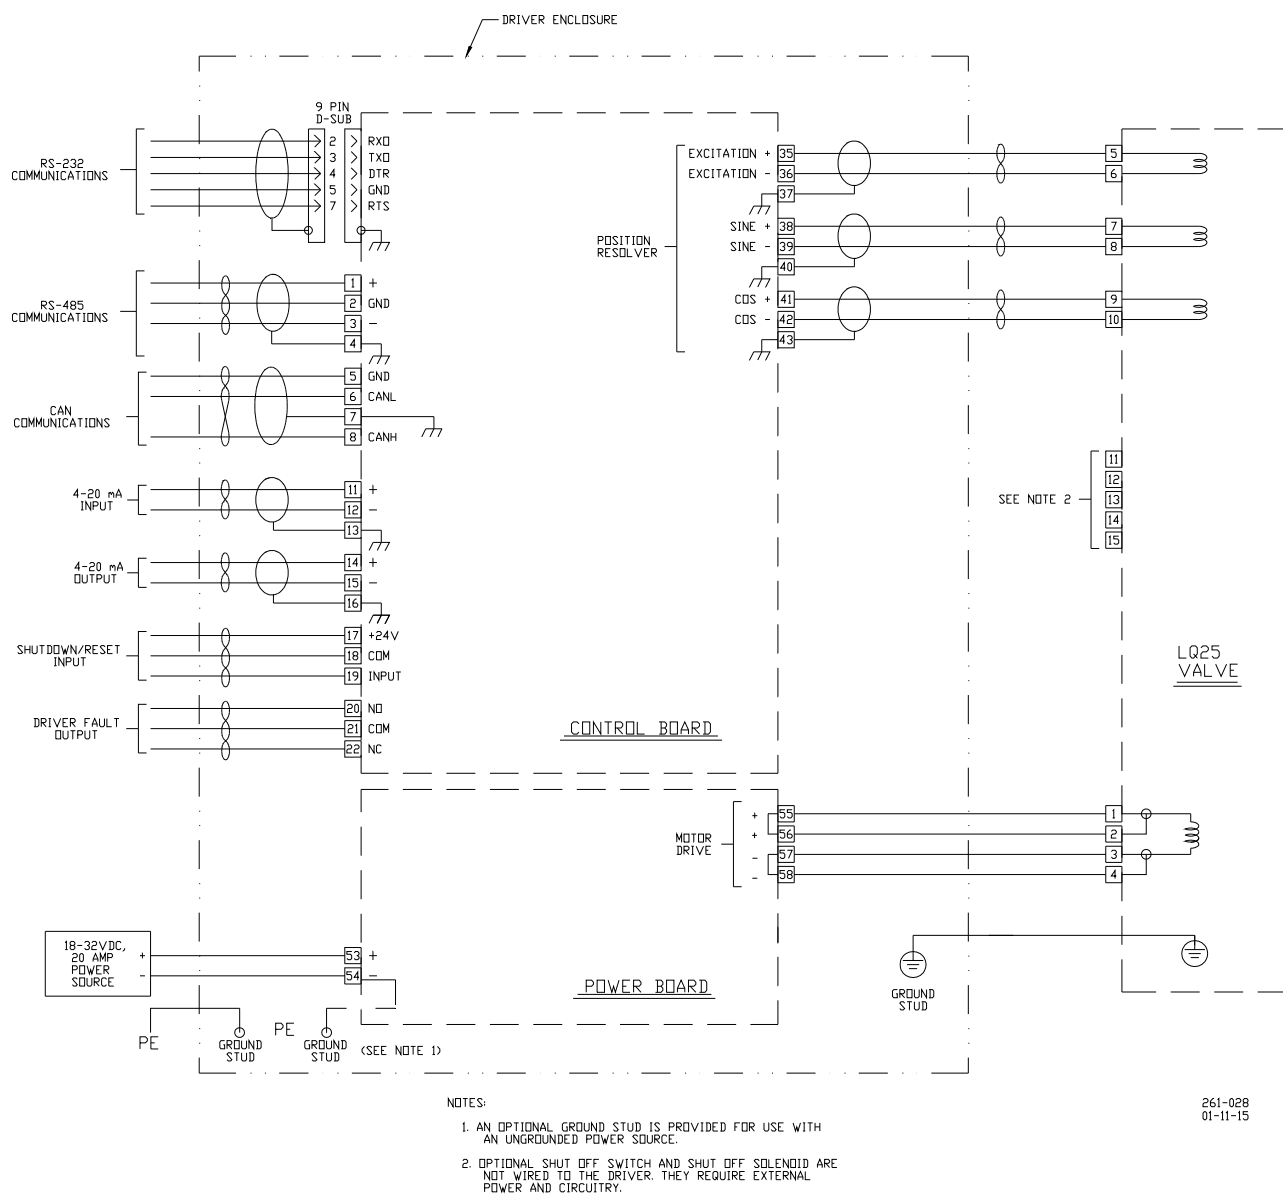 DRIVER ENCLOSURE
9 PIN
D-SUB
RS-232
COMMUNICATIONS
2 RXD
3 TXD
4 DTR
5 GND
7 RTS
RS-485
COMMUNICATIONS
1 +
2 GND
3 -
4
CAN
COMMUNICATIONS
5 GND
6 CANL
7
8 CANH
4-20 mA
INPUT
11 +
12 -
13
4-20 mA
OUTPUT
14 +
15 -
16
SHUTDOWN/RESET
INPUT
17 +24V
18 COM
19 INPUT
DRIVER FAULT
OUTPUT
20 NO
21 COM
22 NC
CONTROL BOARD
POSITION
RESOLVER
EXCITATION + 35
EXCITATION - 36
37
SINE + 38
SINE - 39
40
COS + 41
COS - 42
43
5
6
7
8
9
10
SEE NOTE 2
11
12
13
14
15
LQ25
VALVE
MOTOR
DRIVE
+ 55
+ 56
- 57
- 58
1
2
3
4
18-32VDC,
20 AMP +
POWER
SOURCE -
53 +
54 -
POWER BOARD
PE
GROUND
STUD
PE
GROUND
STUD
(SEE NOTE 1)
GROUND
STUD
NOTES:
1. AN OPTIONAL GROUND STUD IS PROVIDED FOR USE WITH
AN UNGROUNDED POWER SOURCE.
2. OPTIONAL SHUT OFF SWITCH AND SHUT OFF SOLENOID ARE
NOT WIRED TO THE DRIVER. THEY REQUIRE EXTERNAL
POWER AND CIRCUITRY.
261-028
01-11-15